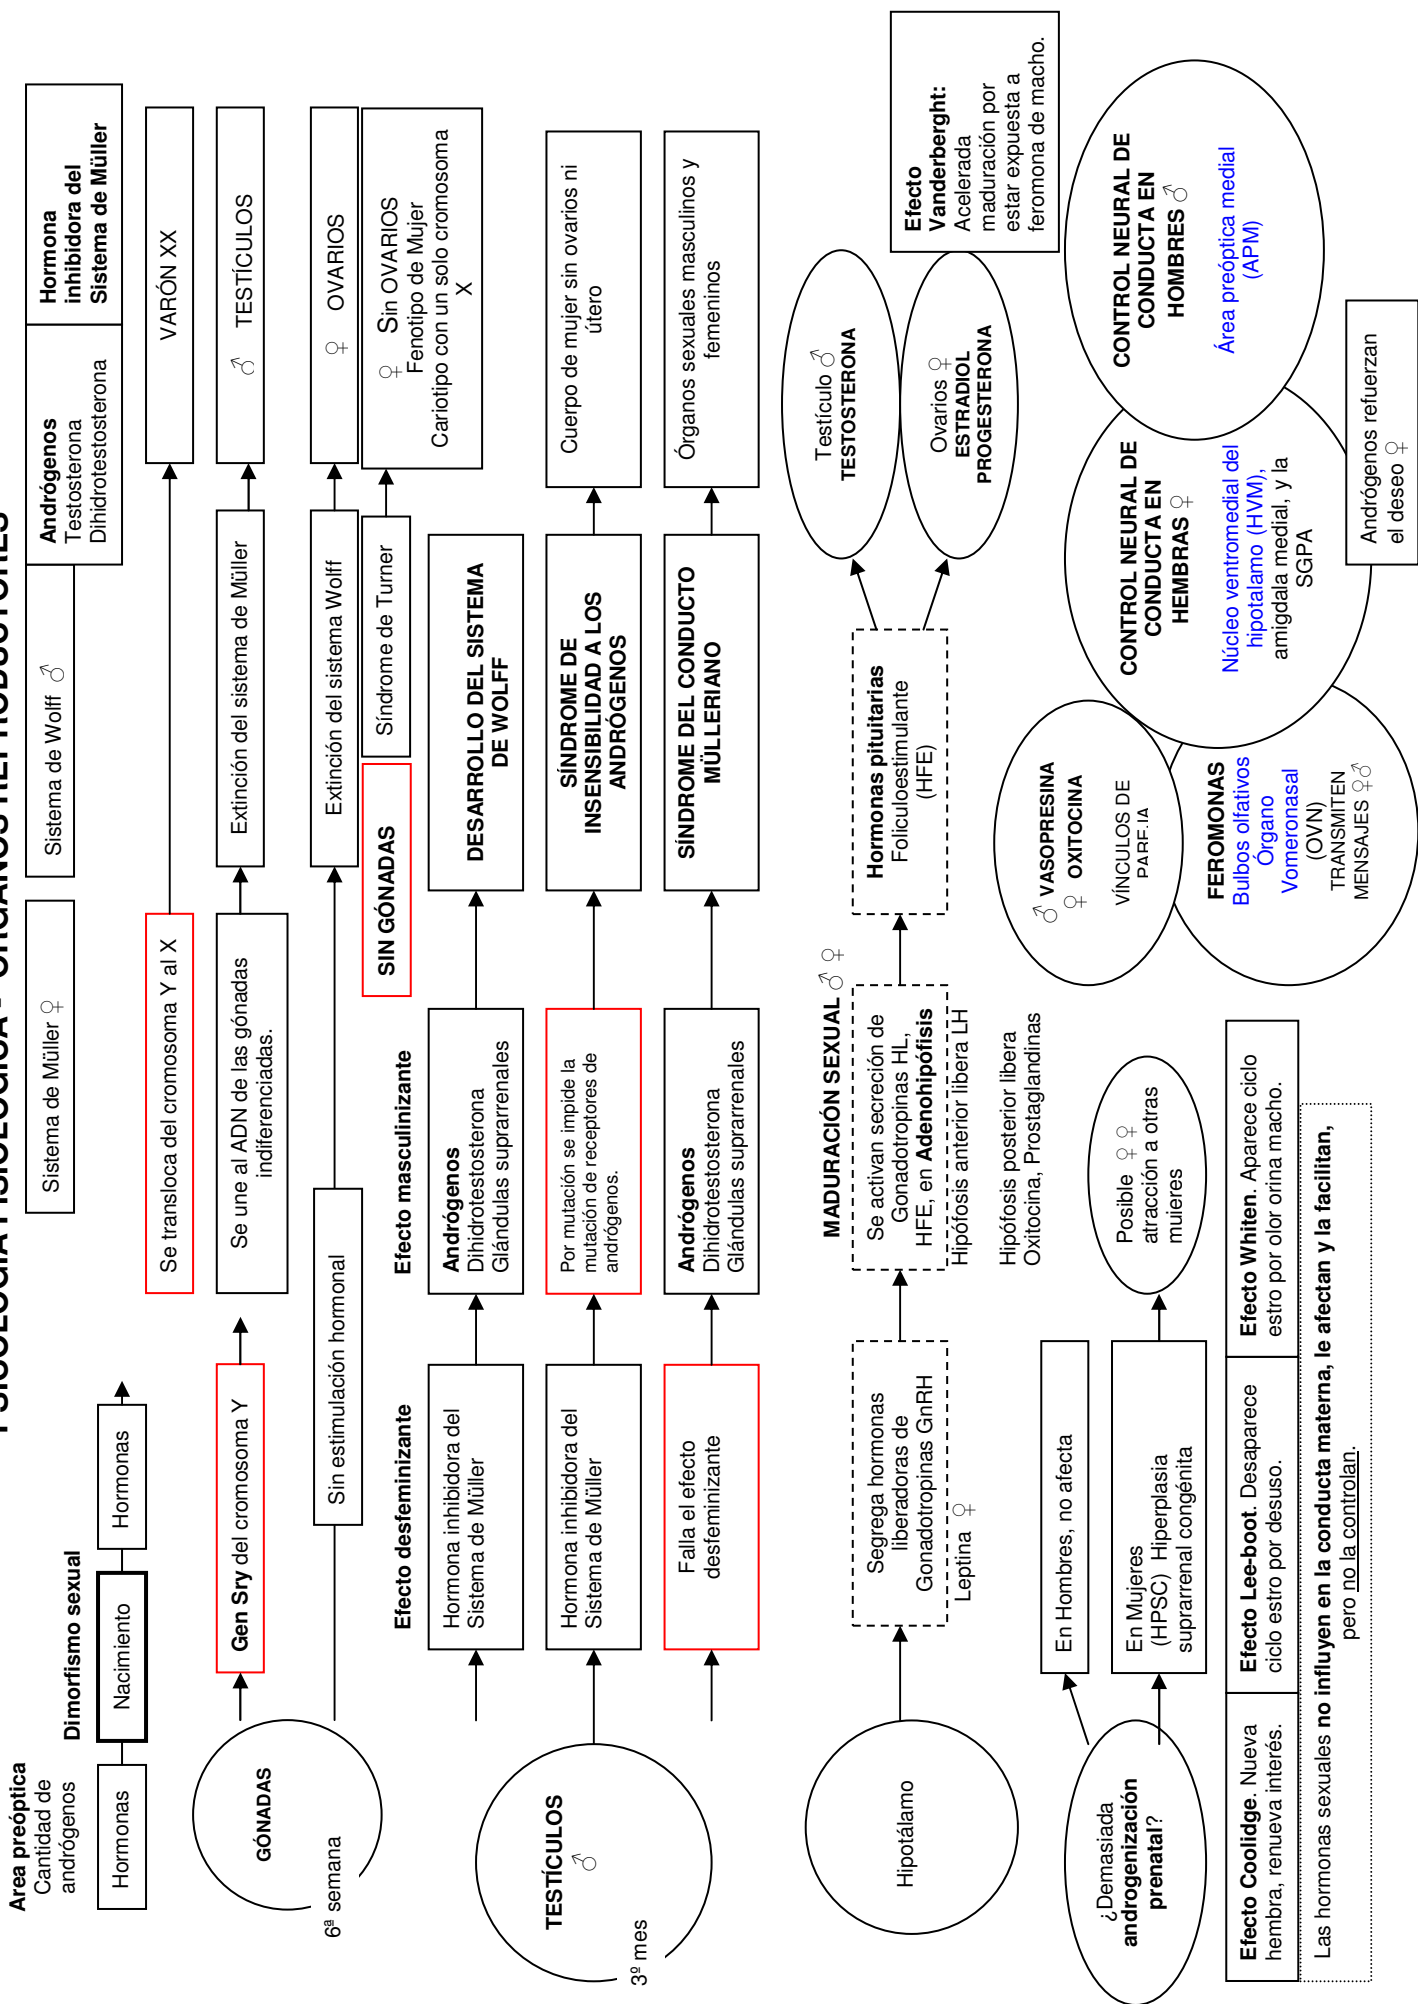 PSICOLOGÍA FISIOLÓGICA - ORGANOS REPRODUCTORES
Area preóptica
Cantidad de
andrógenos
Dimorfismo sexual
Hormonas
Nacimiento
Hormonas
Sistema de Müller ♀
Sistema de Wolff ♂
Andrógenos
Testosterona
Dihidrotestosterona
Hormona
inhibidora del
Sistema de Müller
GÓNADAS
6ª semana
Gen Sry del cromosoma Y
Se transloca del cromosoma Y al X
VARÓN XX
Se une al ADN de las gónadas
indiferenciadas.
Extinción del sistema de Müller
♂ TESTÍCULOS
Sin estimulación hormonal
Extinción del sistema Wolff
♀ OVARIOS
SIN GÓNADAS
Síndrome de Turner
♀ Sin OVARIOS
Fenotipo de Mujer
Cariotipo con un solo cromosoma
X
Efecto desfeminizante
Efecto masculinizante
TESTÍCULOS
♂
3º mes
Hormona inhibidora del
Sistema de Müller
Andrógenos
Dihidrotestosterona
Glándulas suprarrenales
DESARROLLO DEL SISTEMA
DE WOLFF
Hormona inhibidora del
Sistema de Müller
Por mutación se impide la
mutación de receptores de
andrógenos.
SÍNDROME DE
INSENSIBILIDAD A LOS
ANDRÓGENOS
Cuerpo de mujer sin ovarios ni
útero
Falla el efecto
desfeminizante
Andrógenos
Dihidrotestosterona
Glándulas suprarrenales
SÍNDROME DEL CONDUCTO
MÜLLERIANO
Órganos sexuales masculinos y
femeninos
MADURACIÓN SEXUAL ♂ ♀
Hipotálamo
Segrega hormonas
liberadoras de
Gonadotropinas GnRH
Leptina ♀
Se activan secreción de
Gonadotropinas HL,
HFE, en Adenohipófisis
Hipófosis anterior libera LH
Hipófosis posterior libera
Oxitocina, Prostaglandinas
Hormonas pituitarias
Foliculoestimulante
(HFE)
Testículo ♂
TESTOSTERONA
Ovarios ♀
ESTRADIOL
PROGESTERONA
Efecto
Vanderberght:
Acelerada
maduración por
estar expuesta a
feromona de macho.
¿Demasiada
androgenización
prenatal?
En Hombres, no afecta
En Mujeres
(HPSC) Hiperplasia
suprarrenal congénita
Posible ♀ ♀
atracción a otras
mujeres
♂ VASOPRESINA
♀ OXITOCINA
VÍNCULOS DE
PAREJA
FEROMONAS
Bulbos olfativos
Órgano
Vomeronasal
(OVN)
TRANSMITEN
MENSAJES ♀♂
CONTROL NEURAL DE
CONDUCTA EN
HEMBRAS ♀
Núcleo ventromedial del
hipotalamo (HVM),
amigdala medial, y la
SGPA
CONTROL NEURAL DE
CONDUCTA EN
HOMBRES ♂
Área preóptica medial
(APM)
Andrógenos refuerzan
el deseo ♀
Efecto Coolidge. Nueva
hembra, renueva interés.
Efecto Lee-boot. Desaparece
ciclo estro por desuso.
Efecto Whiten. Aparece ciclo
estro por olor orina macho.
Las hormonas sexuales no influyen en la conducta materna, le afectan y la facilitan,
pero no la controlan.